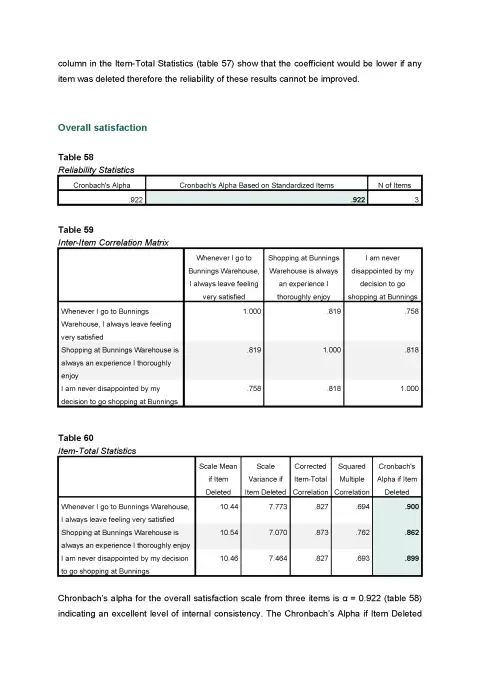 column in the Item-Total Statistics (table 57) show that the coefficient would be lower if any
item was deleted therefore the reliability of these results cannot be improved.
Overall satisfaction
Table 58
Reliability Statistics
Cronbach's Alpha Cronbach's Alpha Based on Standardized Items N of Items
.922 .922 3
Table 59
Inter-Item Correlation Matrix
Whenever I go to Shopping at Bunnings I am never
Bunnings Warehouse, Warehouse is always disappointed by my
I always leave feeling an experience I decision to go
very satisfied thoroughly enjoy shopping at Bunnings
Whenever I go to Bunnings 1.000 .819 .758
Warehouse, I always leave feeling
very satisfied
Shopping at Bunnings Warehouse is .819 1.000 .818
always an experience I thoroughly
enjoy
I am never disappointed by my .758 .818 1.000
decision to go shopping at Bunnings
Table 60
Item-Total Statistics
Scale Mean Scale Corrected Squared Cronbach's
if Item Variance if Item-Total Multiple Alpha if Item
Deleted Item Deleted Correlation Correlation Deleted
Whenever I go to Bunnings Warehouse, 10.44 7.773 .827 .694 .900
I always leave feeling very satisfied
Shopping at Bunnings Warehouse is 10.54 7.070 .873 .762 .862
always an experience I thoroughly enjoy
I am never disappointed by my decision 10.46 7.464 .827 .693 .899
to go shopping at Bunnings
Chronbach's alpha for the overall satisfaction scale from three items is α = 0.922 (table 58)
indicating an excellent level of internal consistency. The Chronbach's Alpha if Item Deleted